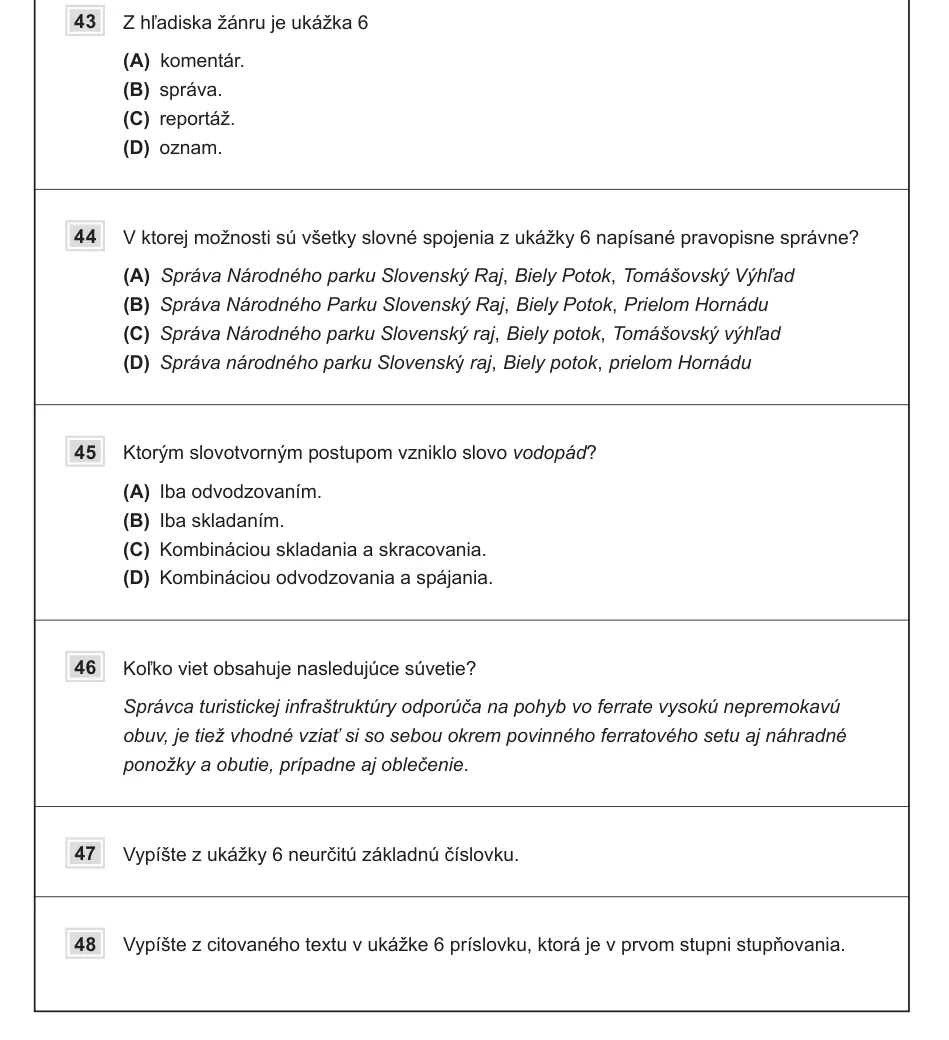 43 Z hľadiska žánru je ukážka 6
(A) komentár.
(B) správa.
(C) reportáž.
(D) oznam.
44 V ktorej možnosti sú všetky slovné spojenia z ukážky 6 napísané pravopisne správne?
(A) Správa Národného parku Slovenský Raj, Biely Potok, Tomášovský Výhľad
(B) Správa Národného Parku Slovenský Raj, Biely Potok, Prielom Hornádu
(C) Správa Národného parku Slovenský raj, Biely potok, Tomášovský výhľad
(D) Správa národného parku Slovenský raj, Biely potok, prielom Hornádu
45 Ktorým slovotvorným postupom vzniklo slovo vodopád?
(A) Iba odvodzovaním.
(B) Iba skladaním.
(C) Kombináciou skladania a skracovania.
(D) Kombináciou odvodzovania a spájania.
46 Koľko viet obsahuje nasledujúce súvetie?
Správca turistickej infraštruktúry odporúča na pohyb vo ferrate vysokú nepremokavú
obuv, je tiež vhodné vziať si so sebou okrem povinného ferratového setu aj náhradné
ponožky a obutie, prípadne aj oblečenie.
47 Vypíšte z ukážky 6 neurčitú základnú číslovku.
48 Vypíšte z citovaného textu v ukážke 6 príslovku, ktorá je v prvom stupni stupňovania.